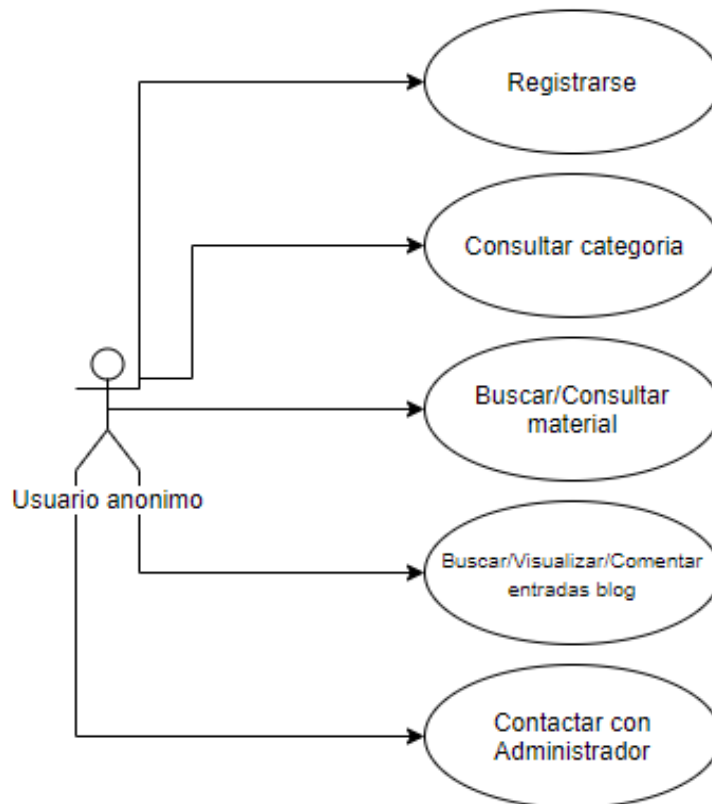 Registrarse
Consultar categoria
Buscar/Consultar
material
Usuario anonimo
Buscar/Visualizar/Comentar
entradas blog
Contactar con
Administrador